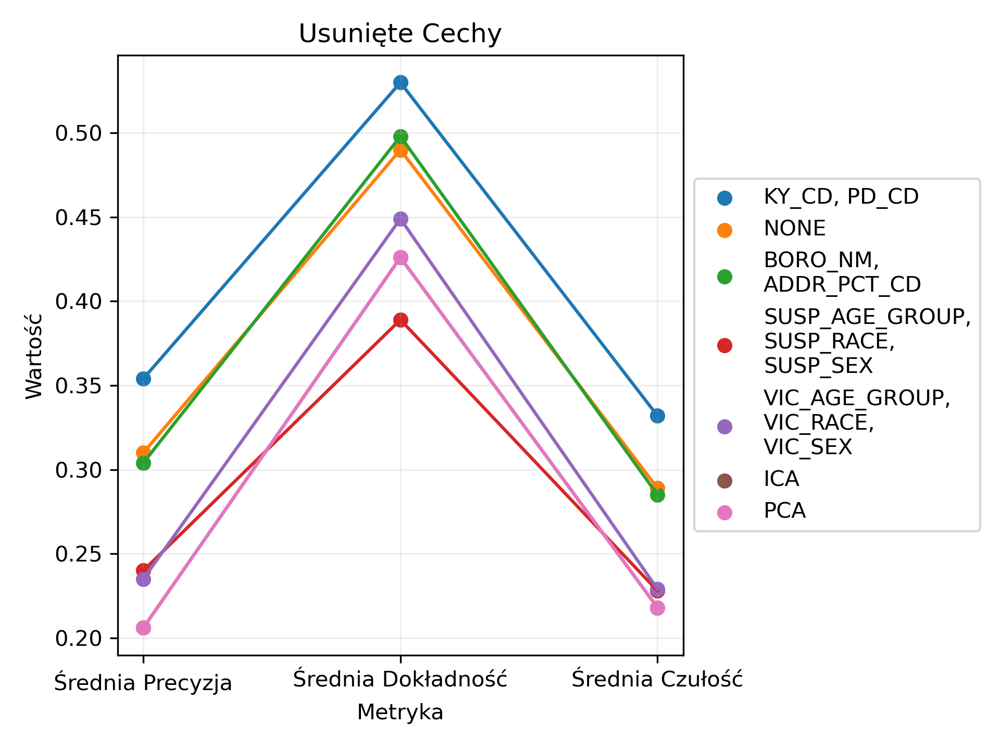 Usunięte Cechy
Wartość
0.50
0.45
0.40
0.35
0.30
0.25
0.20
Średnia Precyzja
Średnia Dokładność
Średnia Czułość
Metryka
KY_CD, PD_CD
NONE
BORO_NM,
ADDR_PCT_CD
SUSP_AGE_GROUP,
SUSP_RACE,
SUSP_SEX
VIC_AGE_GROUP,
VIC_RACE,
VIC_SEX
ICA
PCA